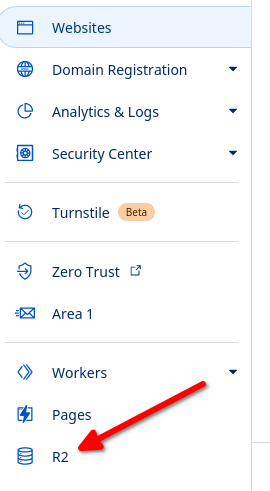 Websites
Domain Registration
Analytics & Logs
Security Center
Turnstile Beta
Zero Trust
Area 1
Workers
Pages
R2